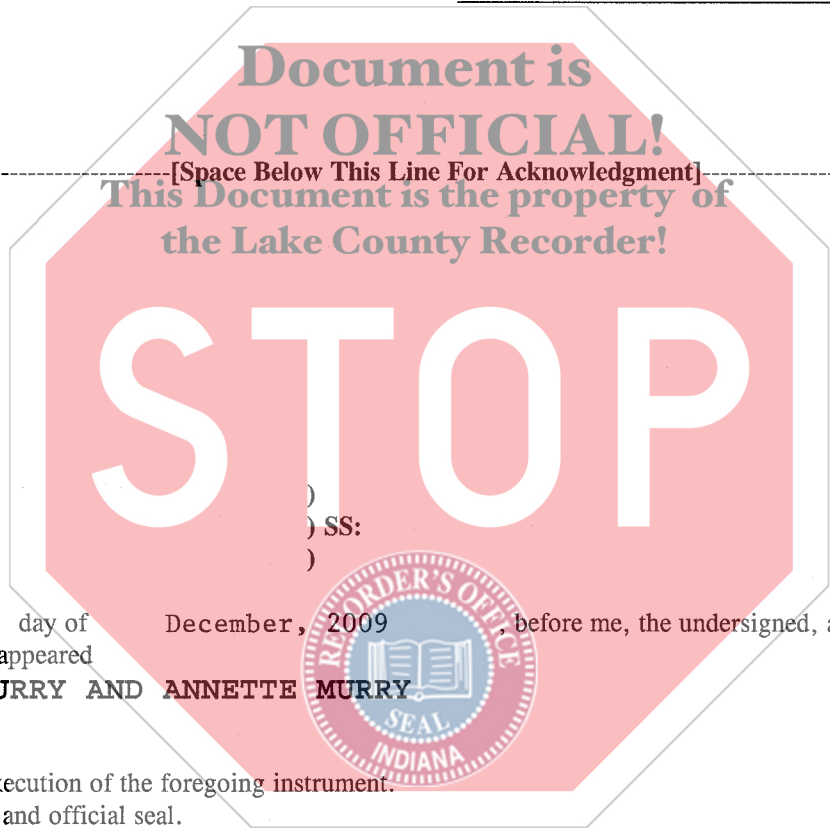 Document is
NOT OFFICIAL!
[Space Below This Line For Acknowledgment]
This Document is the property of
the Lake County Recorder!
STOP
)
) SS:
)
day of December, 2009 , before me, the undersigned,
appeared
URRY AND ANNETTE MURRY
RECORDER'S OFFICE
SEAL
INDIANA
ecution of the foregoing instrument.
and official seal.